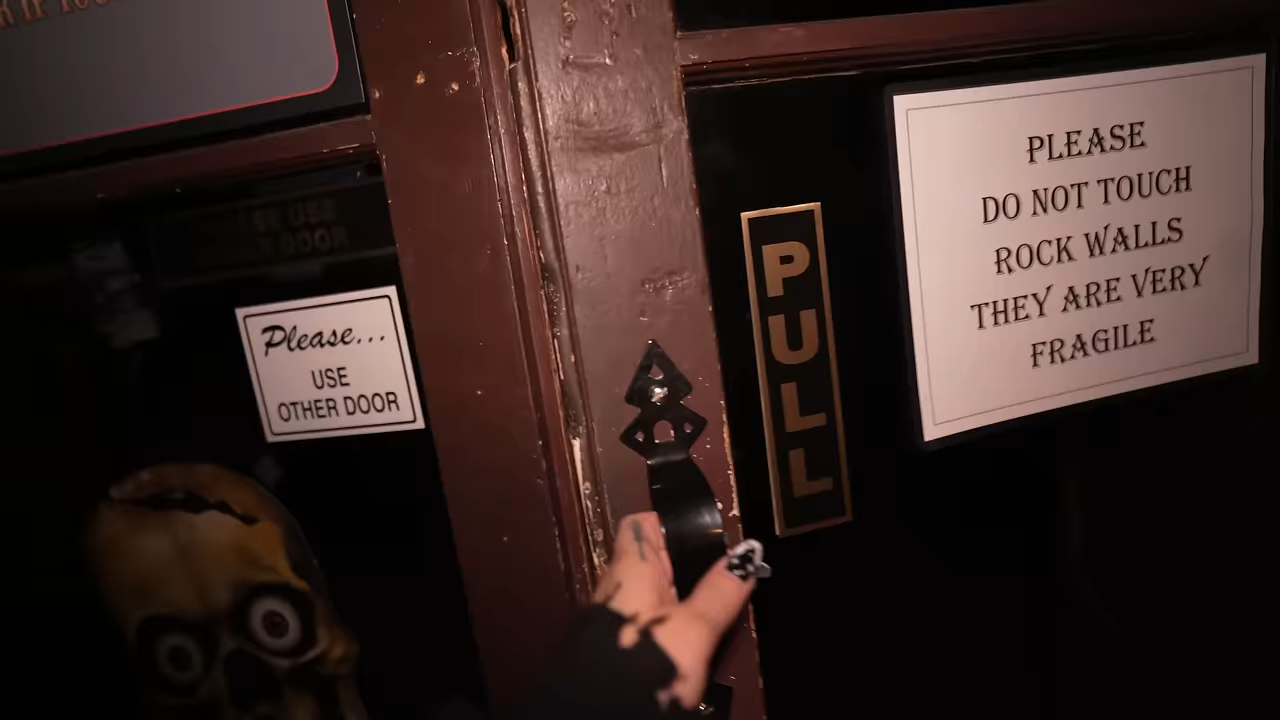 Please...
USE
OTHER DOOR
PULL
PLEASE
DO NOT TOUCH
ROCK WALLS
THEY ARE VERY
FRAGILE